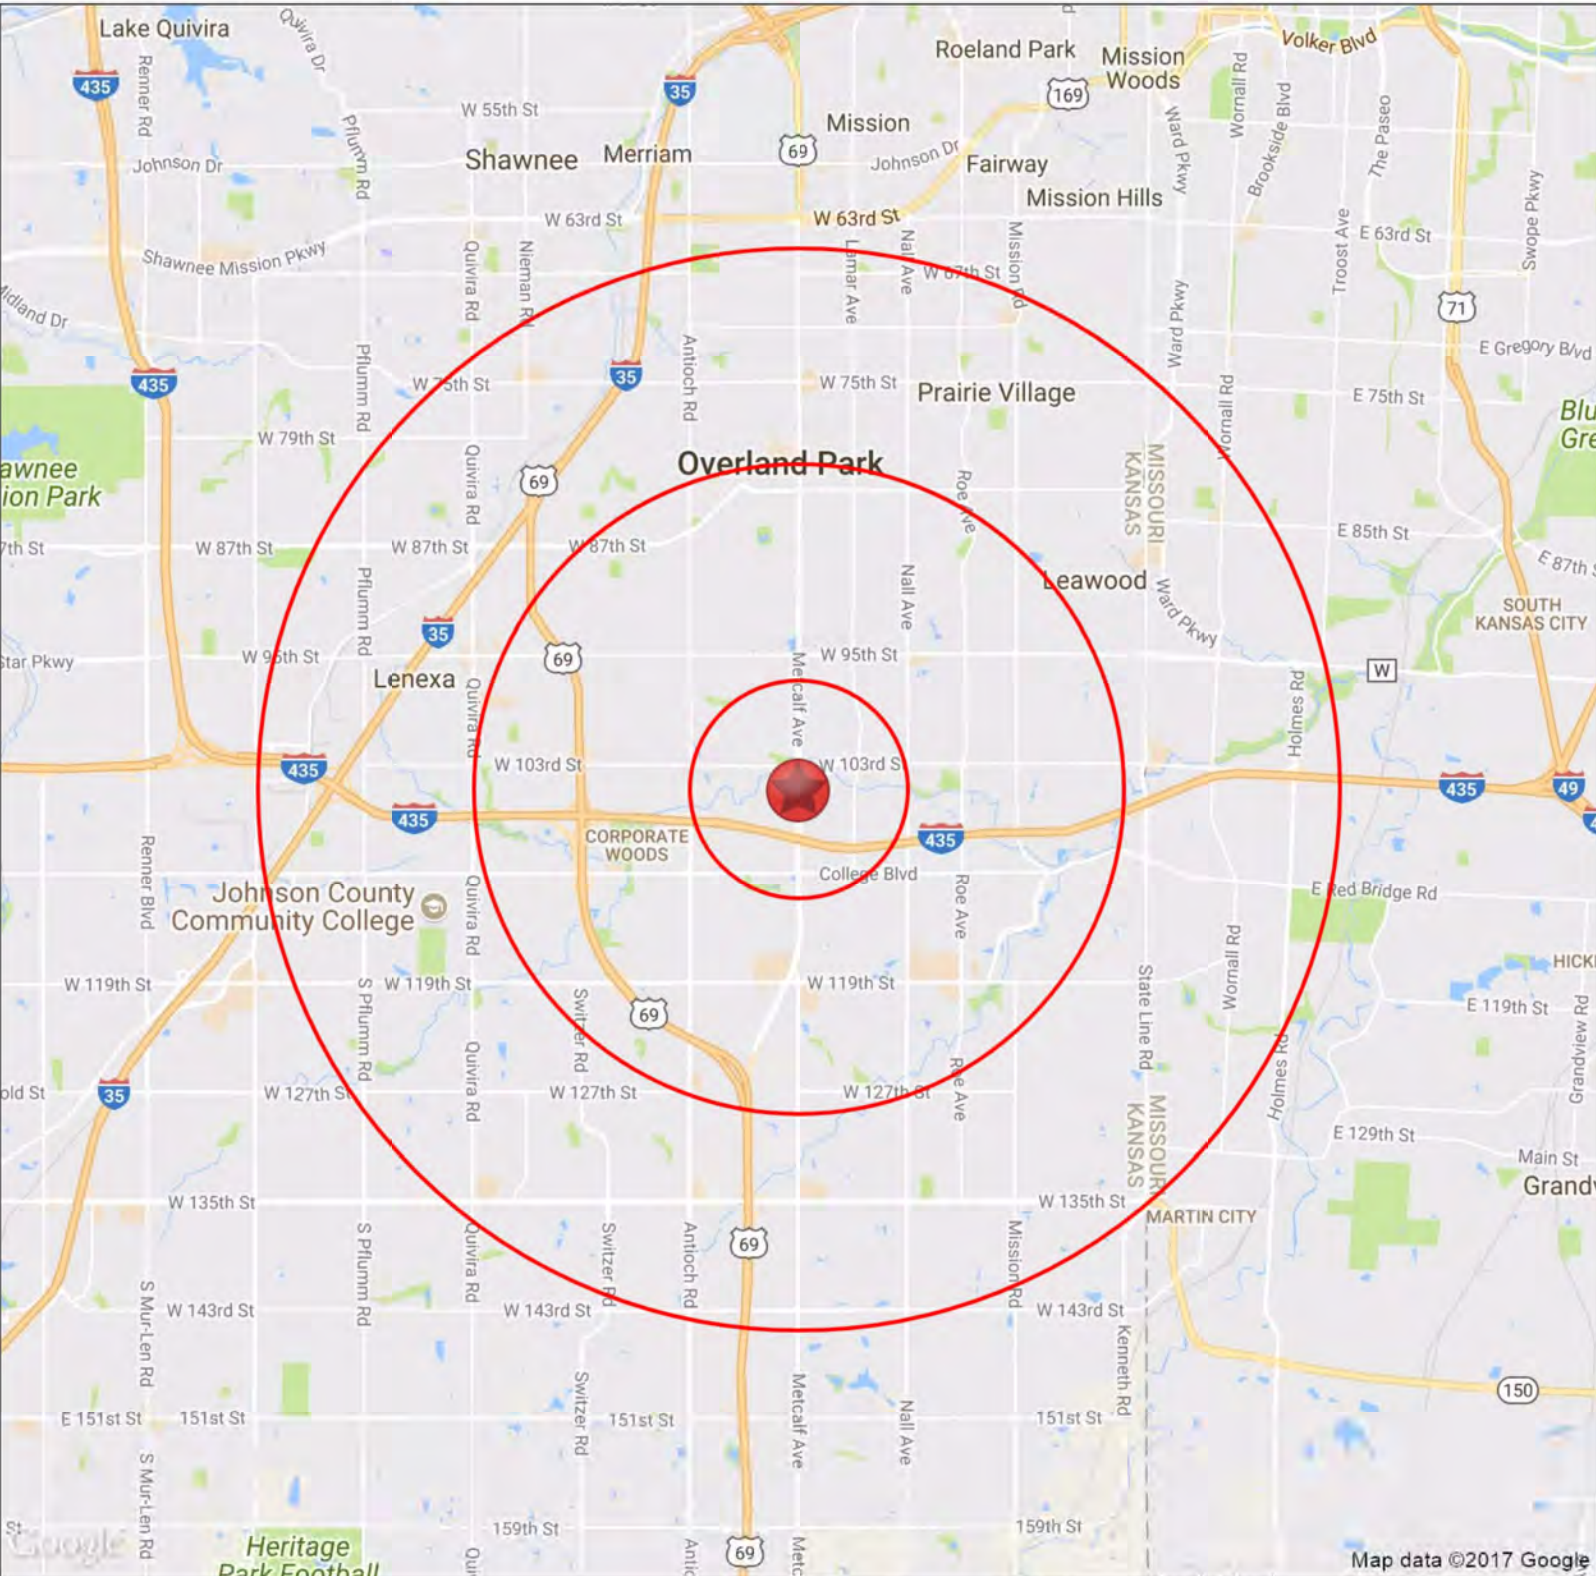 Lake Quivira
Quivira Dr
Roeland Park
Mission
Woods
Volker Blvd
435
Renner Rd
35
169
Wornall Rd
W 55th St
Pflumm Rd
Mission
69
Ward Pkwy
Brookside Blvd
The Paseo
Johnson Dr
Shawnee
Merriam
Johnson Dr
Fairway
Mission Hills
Swope Pkwy
W 63rd St
W 63rd St
E 63rd St
Shawnee Mission Pkwy
Quivira Rd
Nieman Rd
Lamar Ave
Nall Ave
W 67th St
Mission Rd
Troost Ave
Midland Dr
Ward Pkwy
71
Pflumm Rd
Antioch Rd
E Gregory Blvd
435
35
W 75th St
W 75th St
Prairie Village
Wornall Rd
E 75th St
Blu
Gre
W 79th St
awnee
ion Park
Quivira Rd
69
Overland Park
Roe Ave
MISSOURI
KANSAS
7th St
W 87th St
W 87th St
W 87th St
E 85th St
E 87th S
Pflumm Rd
Nall Ave
Leawood
Ward Pkwy
SOUTH
KANSAS CITY
35
Star Pkwy
W 95th St
69
W 95th St
W
Lenexa
Quivira Rd
Metcalf Ave
Holmes Rd
435
W 103rd St
W 103rd S
435
49
435
CORPORATE
WOODS
435
4
Renner Blvd
College Blvd
Johnson County
Community College
Quivira Rd
Roe Ave
E Red Bridge Rd
Wornall Rd
W 119th St
W 119th St
W 119th St
State Line Rd
HICK
E 119th St
S Pflumm Rd
Switzer Rd
69
Grandview Rd
Quivira Rd
Roe Ave
Holmes Rd
old St
35
W 127th St
W 127th St
W 127th St
MISSOURI
KANSAS
E 129th St
Main St
Grandv
W 135th St
W 135th St
MARTIN CITY
S Pflumm Rd
Quivira Rd
Switzer Rd
Antioch Rd
69
Mission Rd
S Mur-Len Rd
W 143rd St
W 143rd St
W 143rd St
Kenneth Rd
Switzer Rd
Metcalf Ave
Nall Ave
150
E 151st St
151st St
151st St
151st St
S Mur-Len Rd
St
Google
159th St
159th St
Heritage
Park Football
Quiv
Antic
69
Metc
Map data ©2017 Google